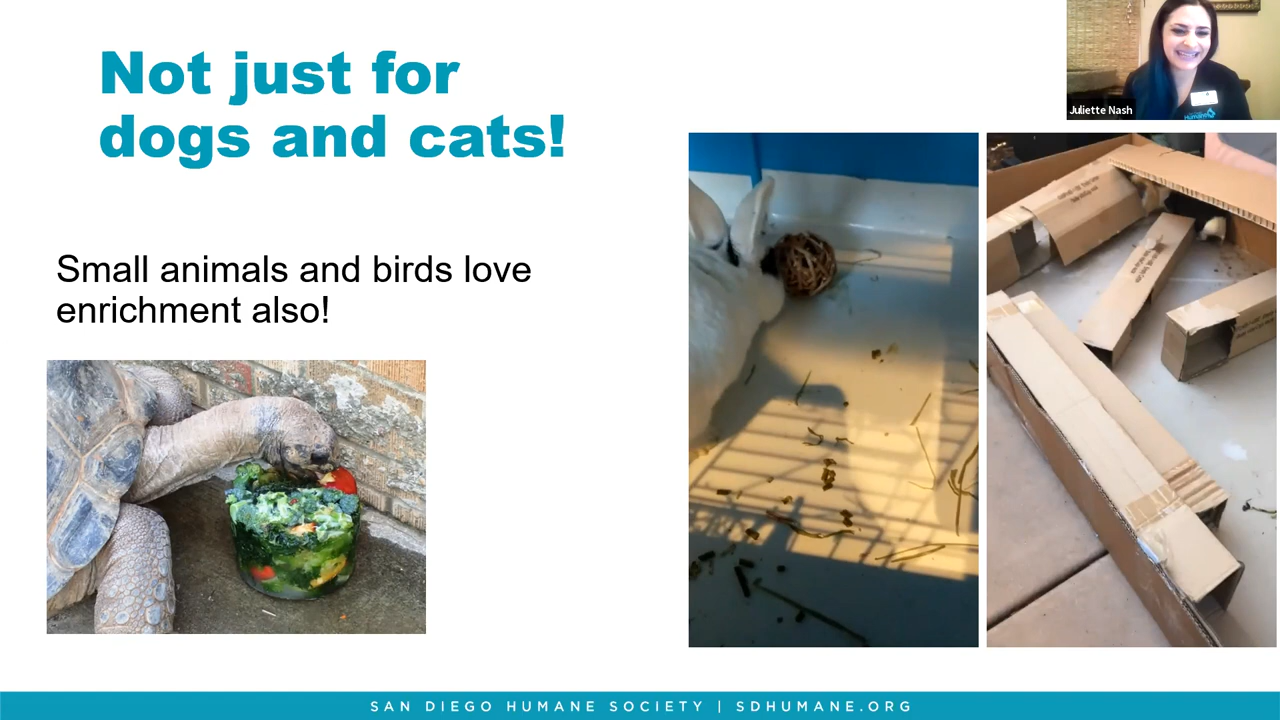 Not just for
dogs and cats!
Juliette Nash
Humane
Small animals and birds love
enrichment also!
SAN DIEGO HUMANE SOCIETY | SDHUMANE.ORG